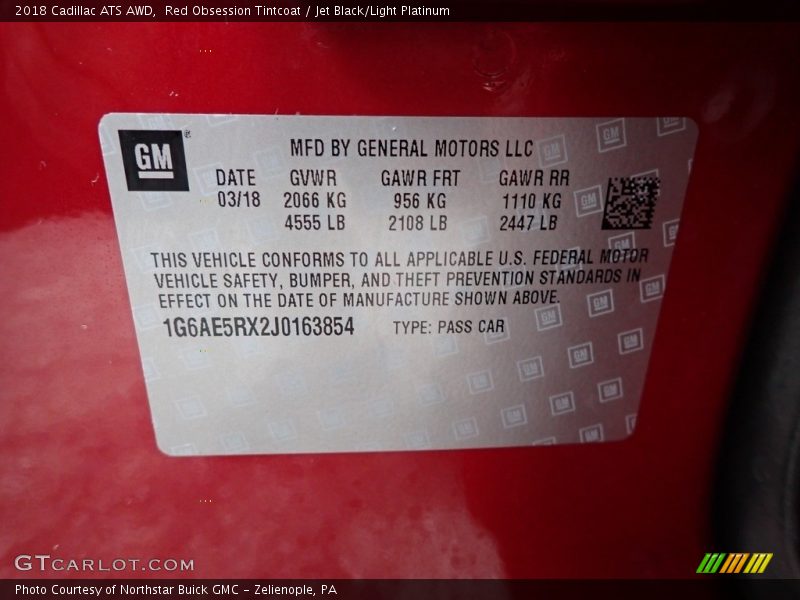 2018 Cadillac ATS AWD,  Red Obsession Tintcoat / Jet Black/Light Platinum
GM ®
MFD BY GENERAL MOTORS LLC
DATE GVWR GAWR FRT GAWR RR
03/18 2066 KG 956 KG 1110 KG
4555 LB 2108 LB 2447 LB
THIS VEHICLE CONFORMS TO ALL APPLICABLE U.S. FEDERAL MOTOR
VEHICLE SAFETY, BUMPER, AND THEFT PREVENTION STANDARDS IN
EFFECT ON THE DATE OF MANUFACTURE SHOWN ABOVE.
1G6AE5RX2J0163854 TYPE: PASS CAR
GTCARLOT.COM
Photo Courtesy of Northstar Buick GMC - Zelienople, PA